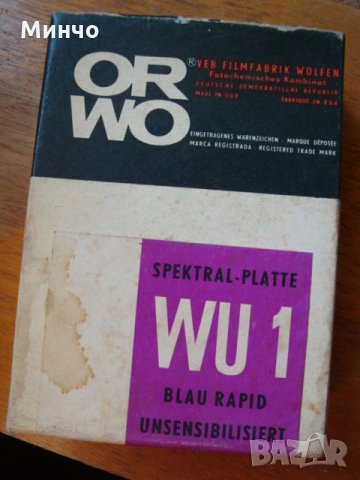 Минчо
OR
WO
®
VEB FILMFABRIK WOLFEN
Fotochemisches Kombinat
DEUTSCHE DEMOKRATISCHE REPUBLIK
MADE IN GDR FABRIQUÉ EN RDA
EINGETRAGENES WARENZEICHEN · MARQUE DÉPOSÉE
MARCA REGISTRADA · REGISTERED TRADE MARK
SPEKTRAL-PLATTE
WU 1
BLAU RAPID
UNSENSIBILISIERT
bazar